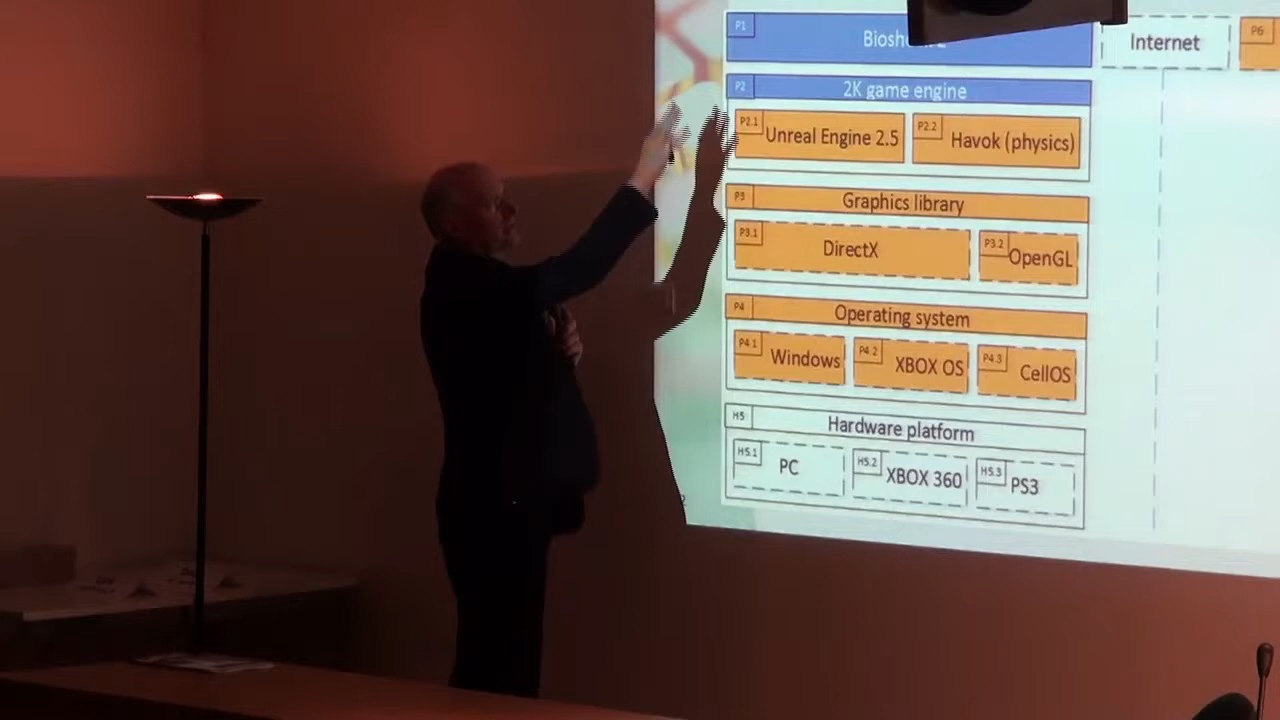 P1
P2 2K game engine
P2.1 Unreal Engine 2.5
P2.2 Havok (physics)
P3 Graphics library
P3.1 DirectX
P3.2 OpenGL
P4 Operating system
P4.1 Windows
P4.2 XBOX OS
P4.3 CellOS
H5 Hardware platform
H5.1 PC
H5.2 XBOX 360
H5.3 PS3
Internet
P6